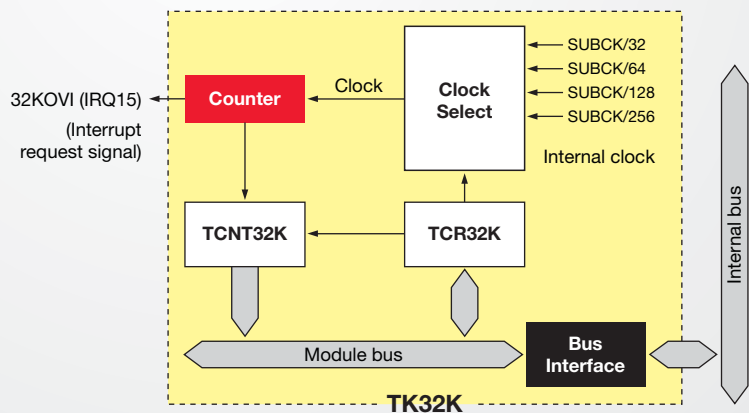 32KOVI (IRQ15)
(Interrupt
request signal)
Counter
Clock
Clock
Select
SUBCK/32
SUBCK/64
SUBCK/128
SUBCK/256
Internal clock
TCNT32K
TCR32K
Module bus
Bus
Interface
Internal bus
TK32K